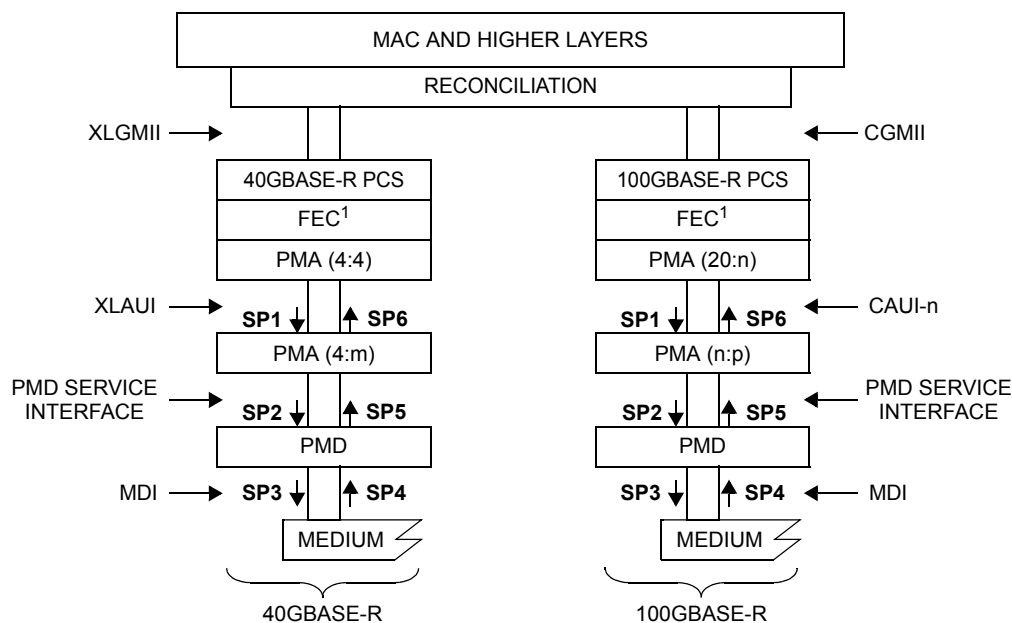 MAC AND HIGHER LAYERS
RECONCILIATION
XLGMII
CGMII
40GBASE-R PCS
100GBASE-R PCS
FEC1
FEC1
PMA (4:4)
PMA (20:n)
XLAUI
CAUI-n
SP1
SP6
SP1
SP6
PMA (4:m)
PMA (n:p)
PMD SERVICE
INTERFACE
PMD SERVICE
INTERFACE
SP2
SP5
SP2
SP5
PMD
PMD
MDI
SP3
SP4
SP3
SP4
MDI
MEDIUM
MEDIUM
40GBASE-R
100GBASE-R